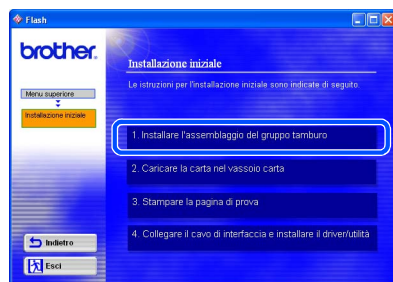 Flash
brother.
Menu superiore
Installazione iniziale
Installazione iniziale
Le istruzioni per l'installazione iniziale sono indicate di seguito.
1. Installare l'assemblaggio del gruppo tamburo
2. Caricare la carta nel vassoio carta
3. Stampare la pagina di prova
4. Collegare il cavo di interfaccia e installare il driver/utilità
Indietro
Esci